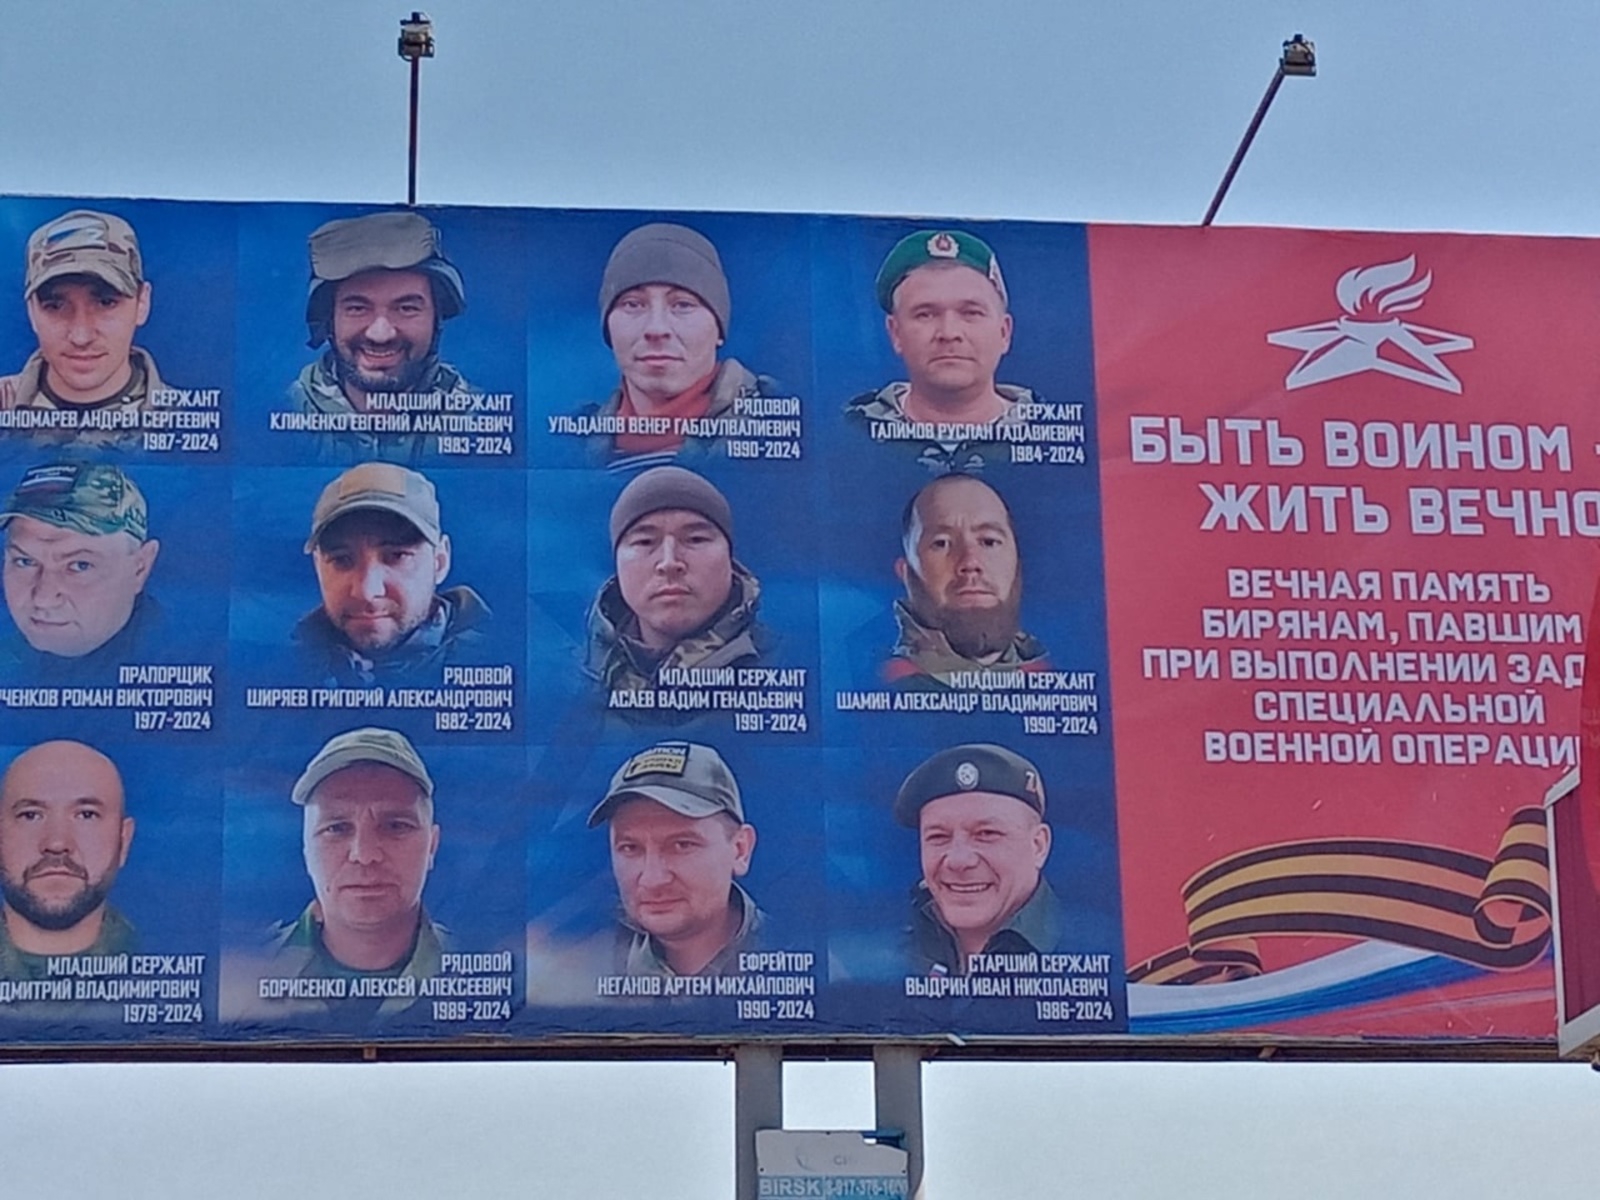 СЕРЖАНТ
ПОНОМАРЕВ АНДРЕЙ СЕРГЕЕВИЧ
1987-2024
МЛАДШИЙ СЕРЖАНТ
КЛИМЕНКО ЕВГЕНИЙ АНАТОЛЬЕВИЧ
1983-2024
РЯДОВОЙ
УЛЬДАНОВ ВЕНЕР ГАБДУЛВАЛИЕВИЧ
1990-2024
СЕРЖАНТ
ГАЛИМОВ РУСЛАН ГАДАВИЕВИЧ
1984-2024
ПРАПОРЩИК
ЧЕНКОВ РОМАН ВИКТОРОВИЧ
1977-2024
РЯДОВОЙ
ШИРЯЕВ ГРИГОРИЙ АЛЕКСАНДРОВИЧ
1982-2024
МЛАДШИЙ СЕРЖАНТ
АСАЕВ ВАДИМ ГЕНАДЬЕВИЧ
1991-2024
МЛАДШИЙ СЕРЖАНТ
ШАМИН АЛЕКСАНДР ВЛАДИМИРОВИЧ
1990-2024
МЛАДШИЙ СЕРЖАНТ
ДМИТРИЙ ВЛАДИМИРОВИЧ
1979-2024
РЯДОВОЙ
БОРИСЕНКО АЛЕКСЕЙ АЛЕКСЕЕВИЧ
1989-2024
ЕФРЕЙТОР
НЕГАНОВ АРТЕМ МИХАЙЛОВИЧ
1990-2024
СТАРШИЙ СЕРЖАНТ
ВЫДРИН ИВАН НИКОЛАЕВИЧ
1986-2024
БЫТЬ ВОИНОМ -
ЖИТЬ ВЕЧНО
ВЕЧНАЯ ПАМЯТЬ
БИРЯНАМ, ПАВШИМ
ПРИ ВЫПОЛНЕНИИ ЗАД
СПЕЦИАЛЬНОЙ
ВОЕННОЙ ОПЕРАЦИ
BIRSK